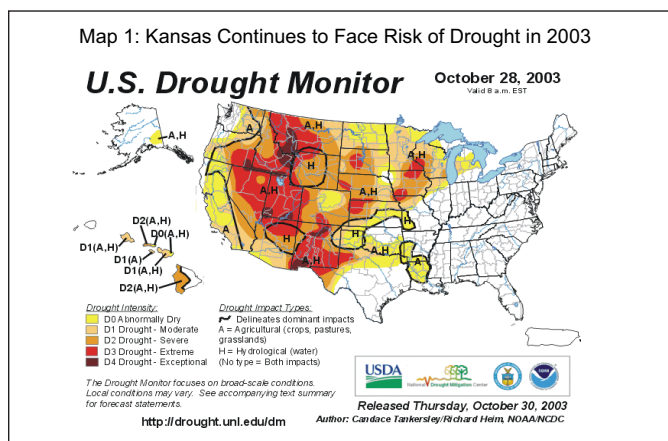 Map 1: Kansas Continues to Face Risk of Drought in 2003
U.S. Drought Monitor
October 28, 2003
Valid 8 a.m. EST
A,H
A
A,H
H
A,H
A,H
A,H
H
A
H
H
A,H
A,H
A
D2(A,H)
D0(A,H)
D1(A,H)
D1(A)
D1(A,H)
D2(A,H)
Drought Intensity:
D0 Abnormally Dry
D1 Drought - Moderate
D2 Drought - Severe
D3 Drought - Extreme
D4 Drought - Exceptional
Drought Impact Types:
Delineates dominant impacts
A = Agricultural (crops, pastures,
grasslands)
H = Hydrological (water)
(No type = Both impacts)
The Drought Monitor focuses on broad-scale conditions.
Local conditions may vary. See accompanying text summary
for forecast statements.
http://drought.unl.edu/dm
USDA
National Drought Mitigation Center
Released Thursday, October 30, 2003
Author: Candace Tankersley/Richard Heim, NOAA/NCDC